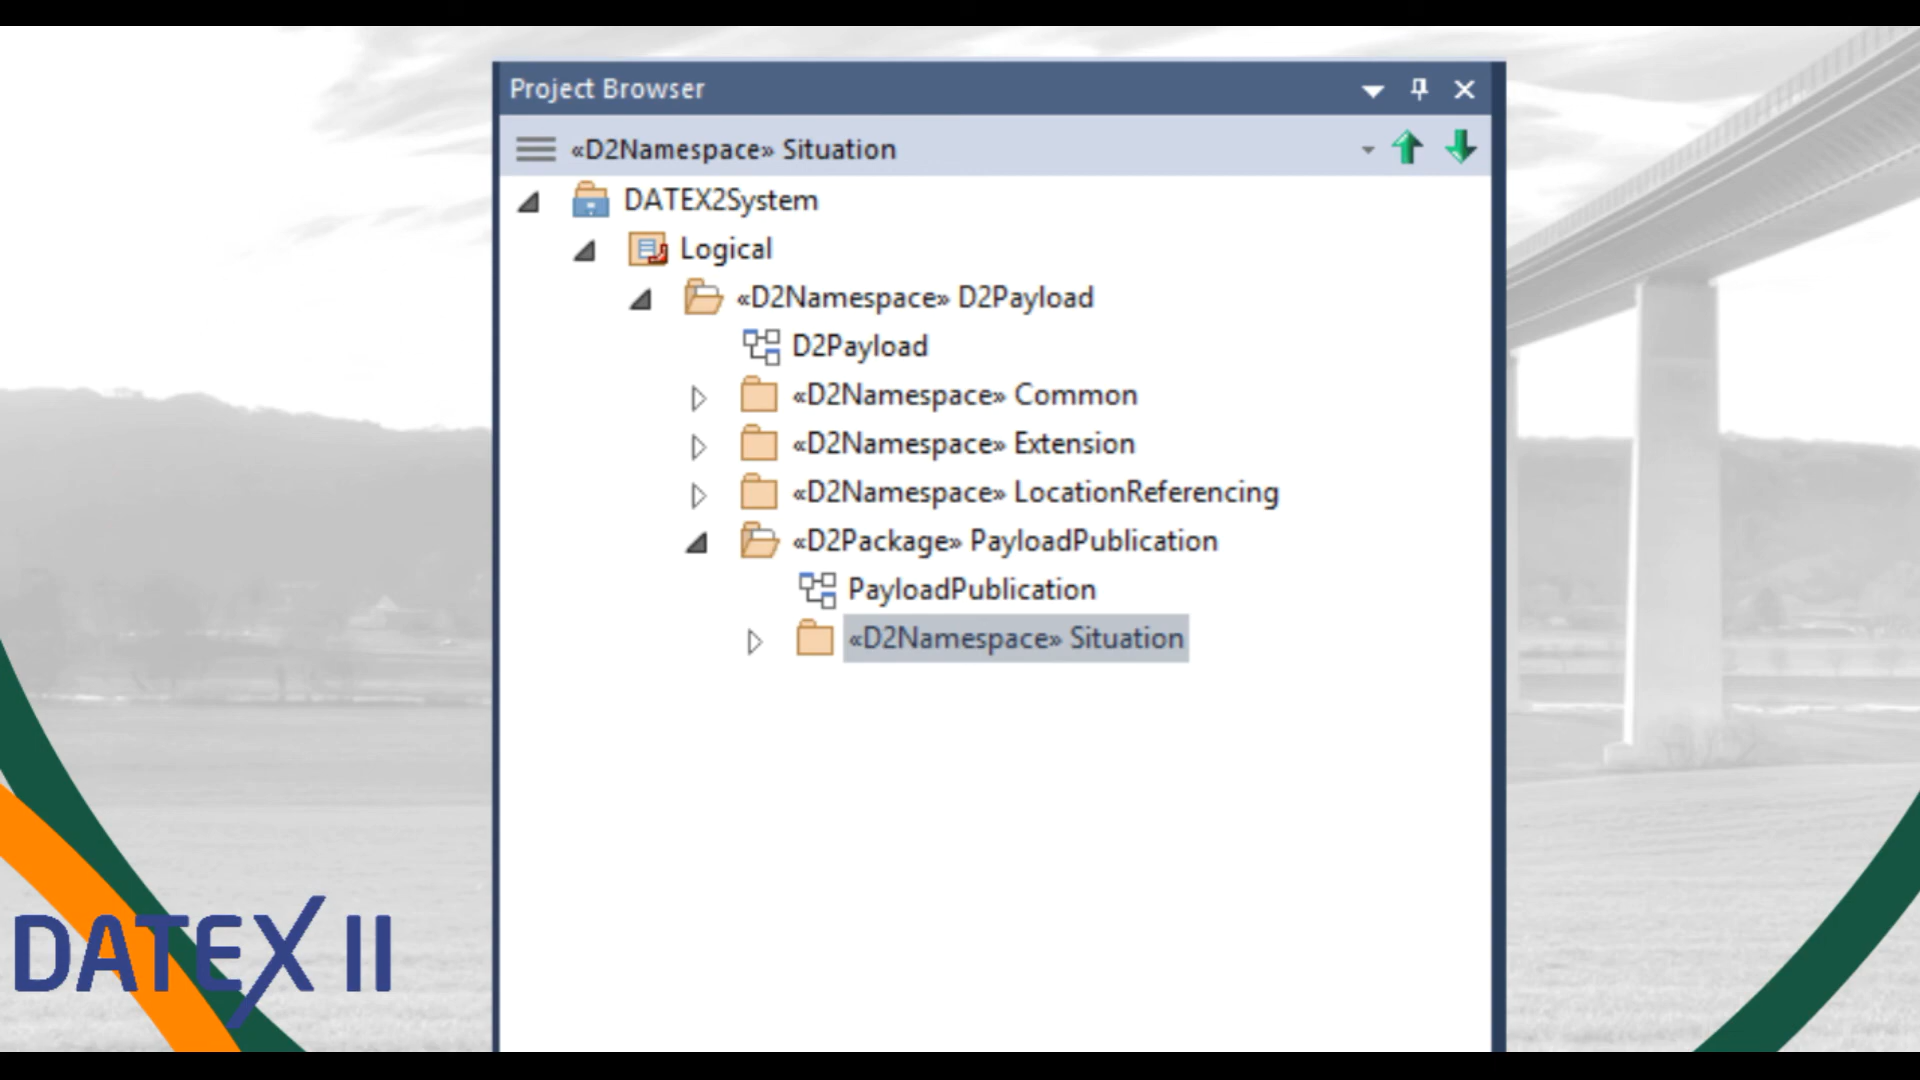 Project Browser
«D2Namespace» Situation
DATEX2System
Logical
«D2Namespace» D2Payload
D2Payload
«D2Namespace» Common
«D2Namespace» Extension
«D2Namespace» LocationReferencing
«D2Package» PayloadPublication
PayloadPublication
«D2Namespace» Situation
DATEX II